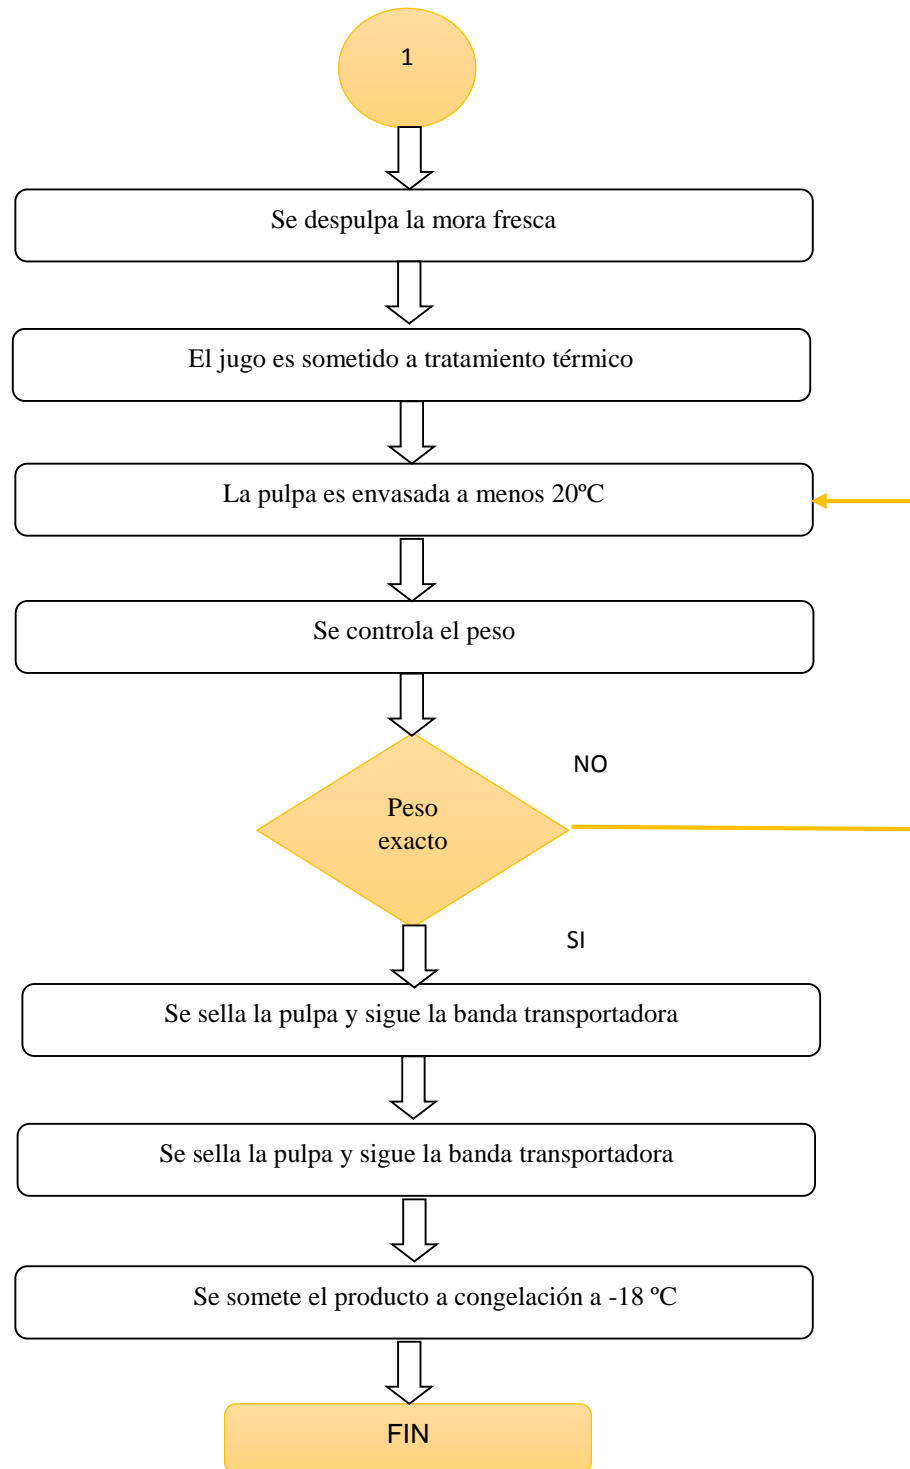 1
Se despulpa la mora fresca
El jugo es sometido a tratamiento térmico
La pulpa es envasada a menos 20ºC
Se controla el peso
NO
Peso
exacto
SI
Se sella la pulpa y sigue la banda transportadora
Se sella la pulpa y sigue la banda transportadora
Se somete el producto a congelación a -18 ºC
FIN